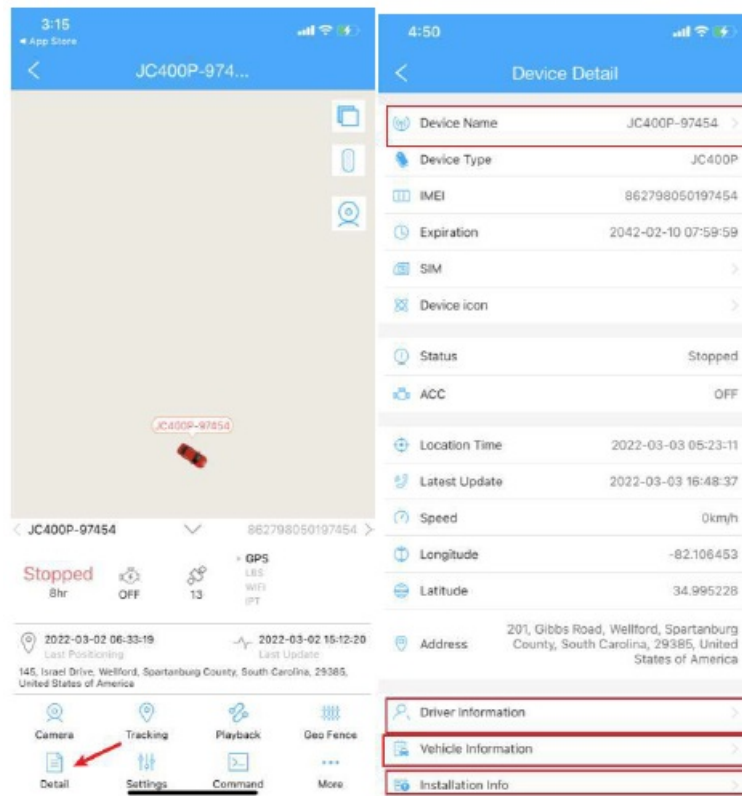 3:15
App Store
JC400P-974...
JC400P-97454
JC400P-97454
862798050197454
Stopped
8hr
OFF
13
GPS
LBS
WIFI
IPT
2022-03-02 06:33:19
Last Positioning
2022-03-02 15:12:20
Last Update
145, Israel Drive, Wellford, Spartanburg County, South Carolina, 29385,
United States of America
Camera
Tracking
Playback
Geo Fence
Detail
Settings
Command
More
4:50
Device Detail
Device Name JC400P-97454
Device Type JC400P
IMEI 862798050197454
Expiration 2042-02-10 07:59:59
SIM
Device icon
Status Stopped
ACC OFF
Location Time 2022-03-03 05:23:11
Latest Update 2022-03-03 16:48:37
Speed 0km/h
Longitude -82.106453
Latitude 34.995228
Address
201, Gibbs Road, Wellford, Spartanburg
County, South Carolina, 29385, United
States of America
Driver Information
Vehicle Information
Installation Info